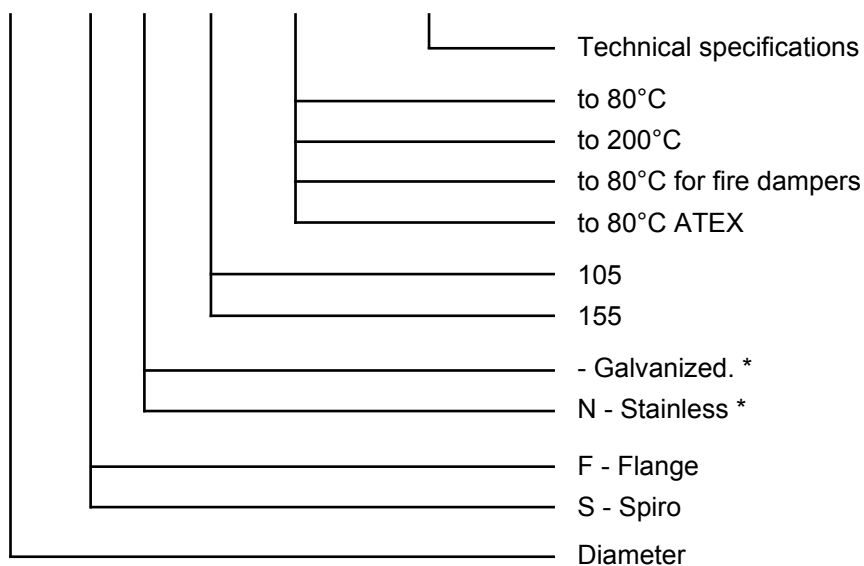 Technical specifications
to 80°C
to 200°C
to 80°C for fire dampers
to 80°C ATEX
105
155
- Galvanized. *
N - Stainless *
F - Flange
S - Spiro
Diameter